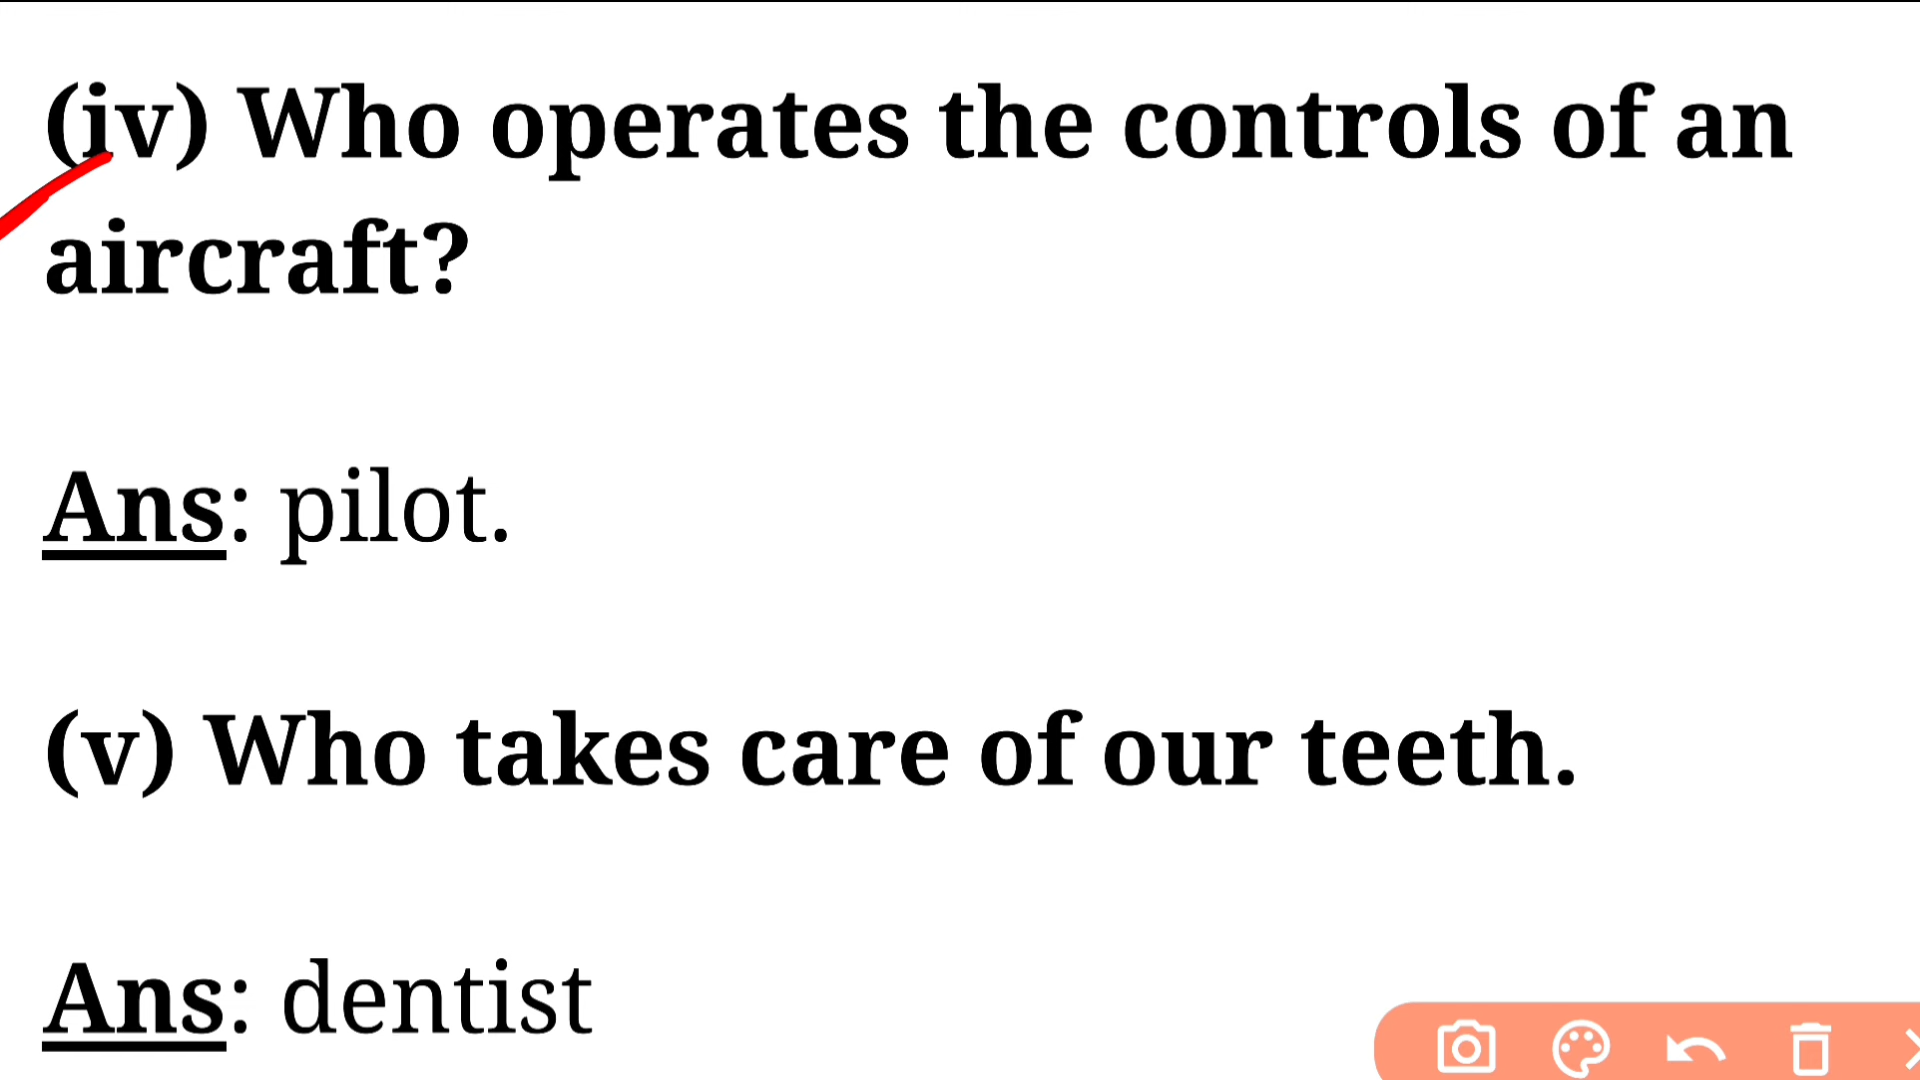 (iv) Who operates the controls of an
aircraft?
Ans: pilot.
(v) Who takes care of our teeth.
Ans: dentist